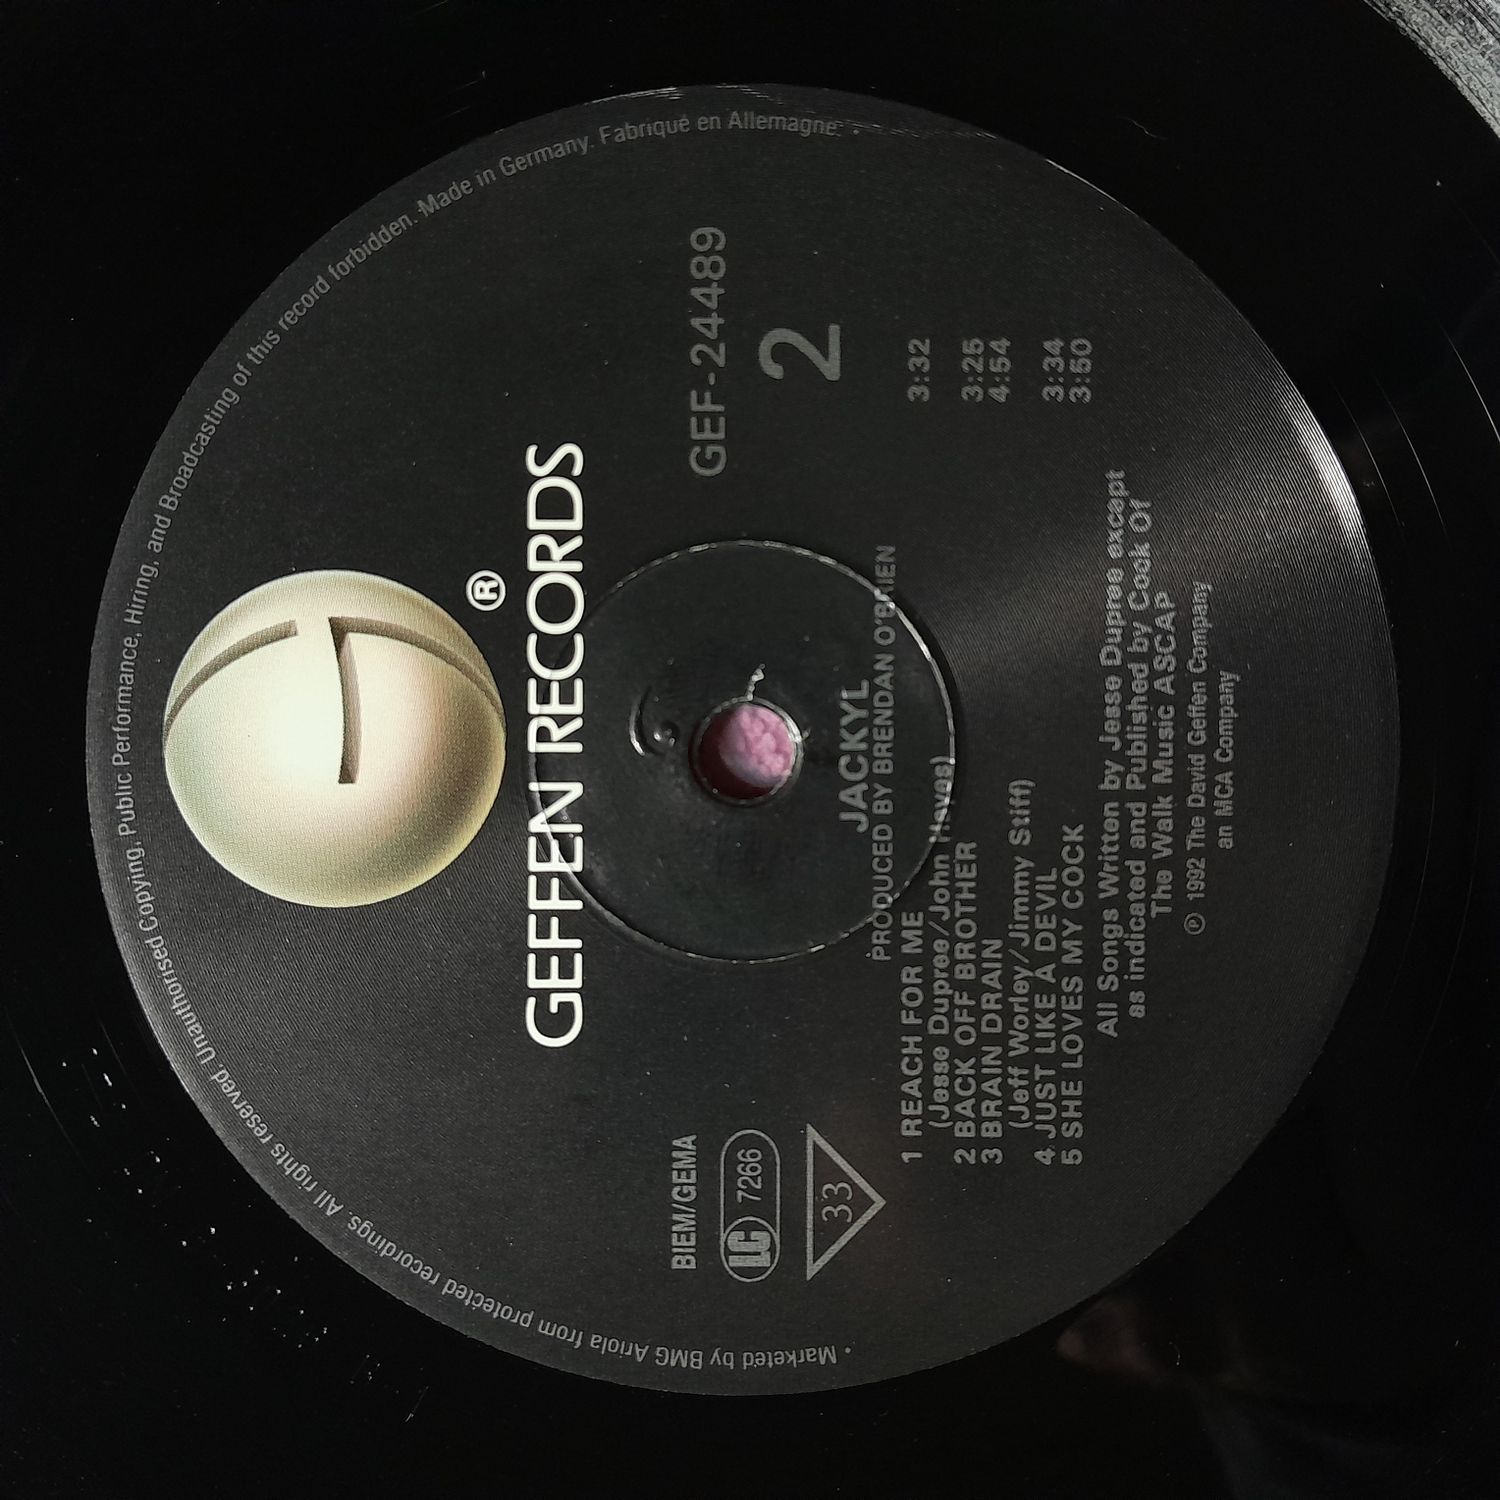 GEFFEN RECORDS®
BIEM/GEMA
LC 7266
33
GEF-24489
2
JACKYL
PRODUCED BY BRENDAN O'BRIEN
1 REACH FOR ME 3:32
(Jesse Dupree/John Hayes)
2 BACK OFF BROTHER 3:25
3 BRAIN DRAIN 4:54
(Jeff Worley/Jimmy Stiff)
4 JUST LIKE A DEVIL 3:34
5 SHE LOVES MY COCK 3:50
All Songs Written by Jesse Dupree except
as indicated and Published by Cook Of
The Walk Music ASCAP
℗ 1992 The David Geffen Company
an MCA Company
• Marketed by BMG Ariola from protected recordings. All rights reserved. Unauthorised Copying, Public Performance, Hiring, and Broadcasting of this record forbidden. Made in Germany. Fabriqué en Allemagne. •